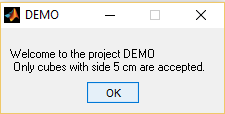 DEMO
Welcome to the project DEMO
Only cubes with side 5 cm are accepted.
OK